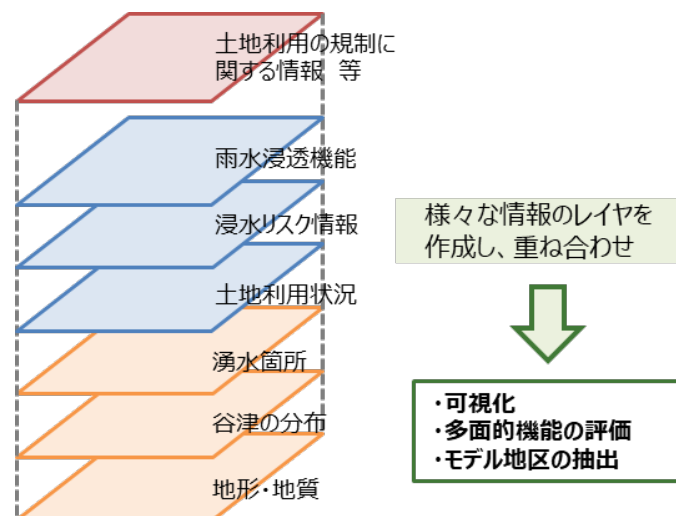 土地利用の規制に
関する情報 等
雨水浸透機能
浸水リスク情報
土地利用状況
湧水箇所
谷津の分布
地形・地質
様々な情報のレイヤを
作成し、重ね合わせ
・可視化
・多面的機能の評価
・モデル地区の抽出